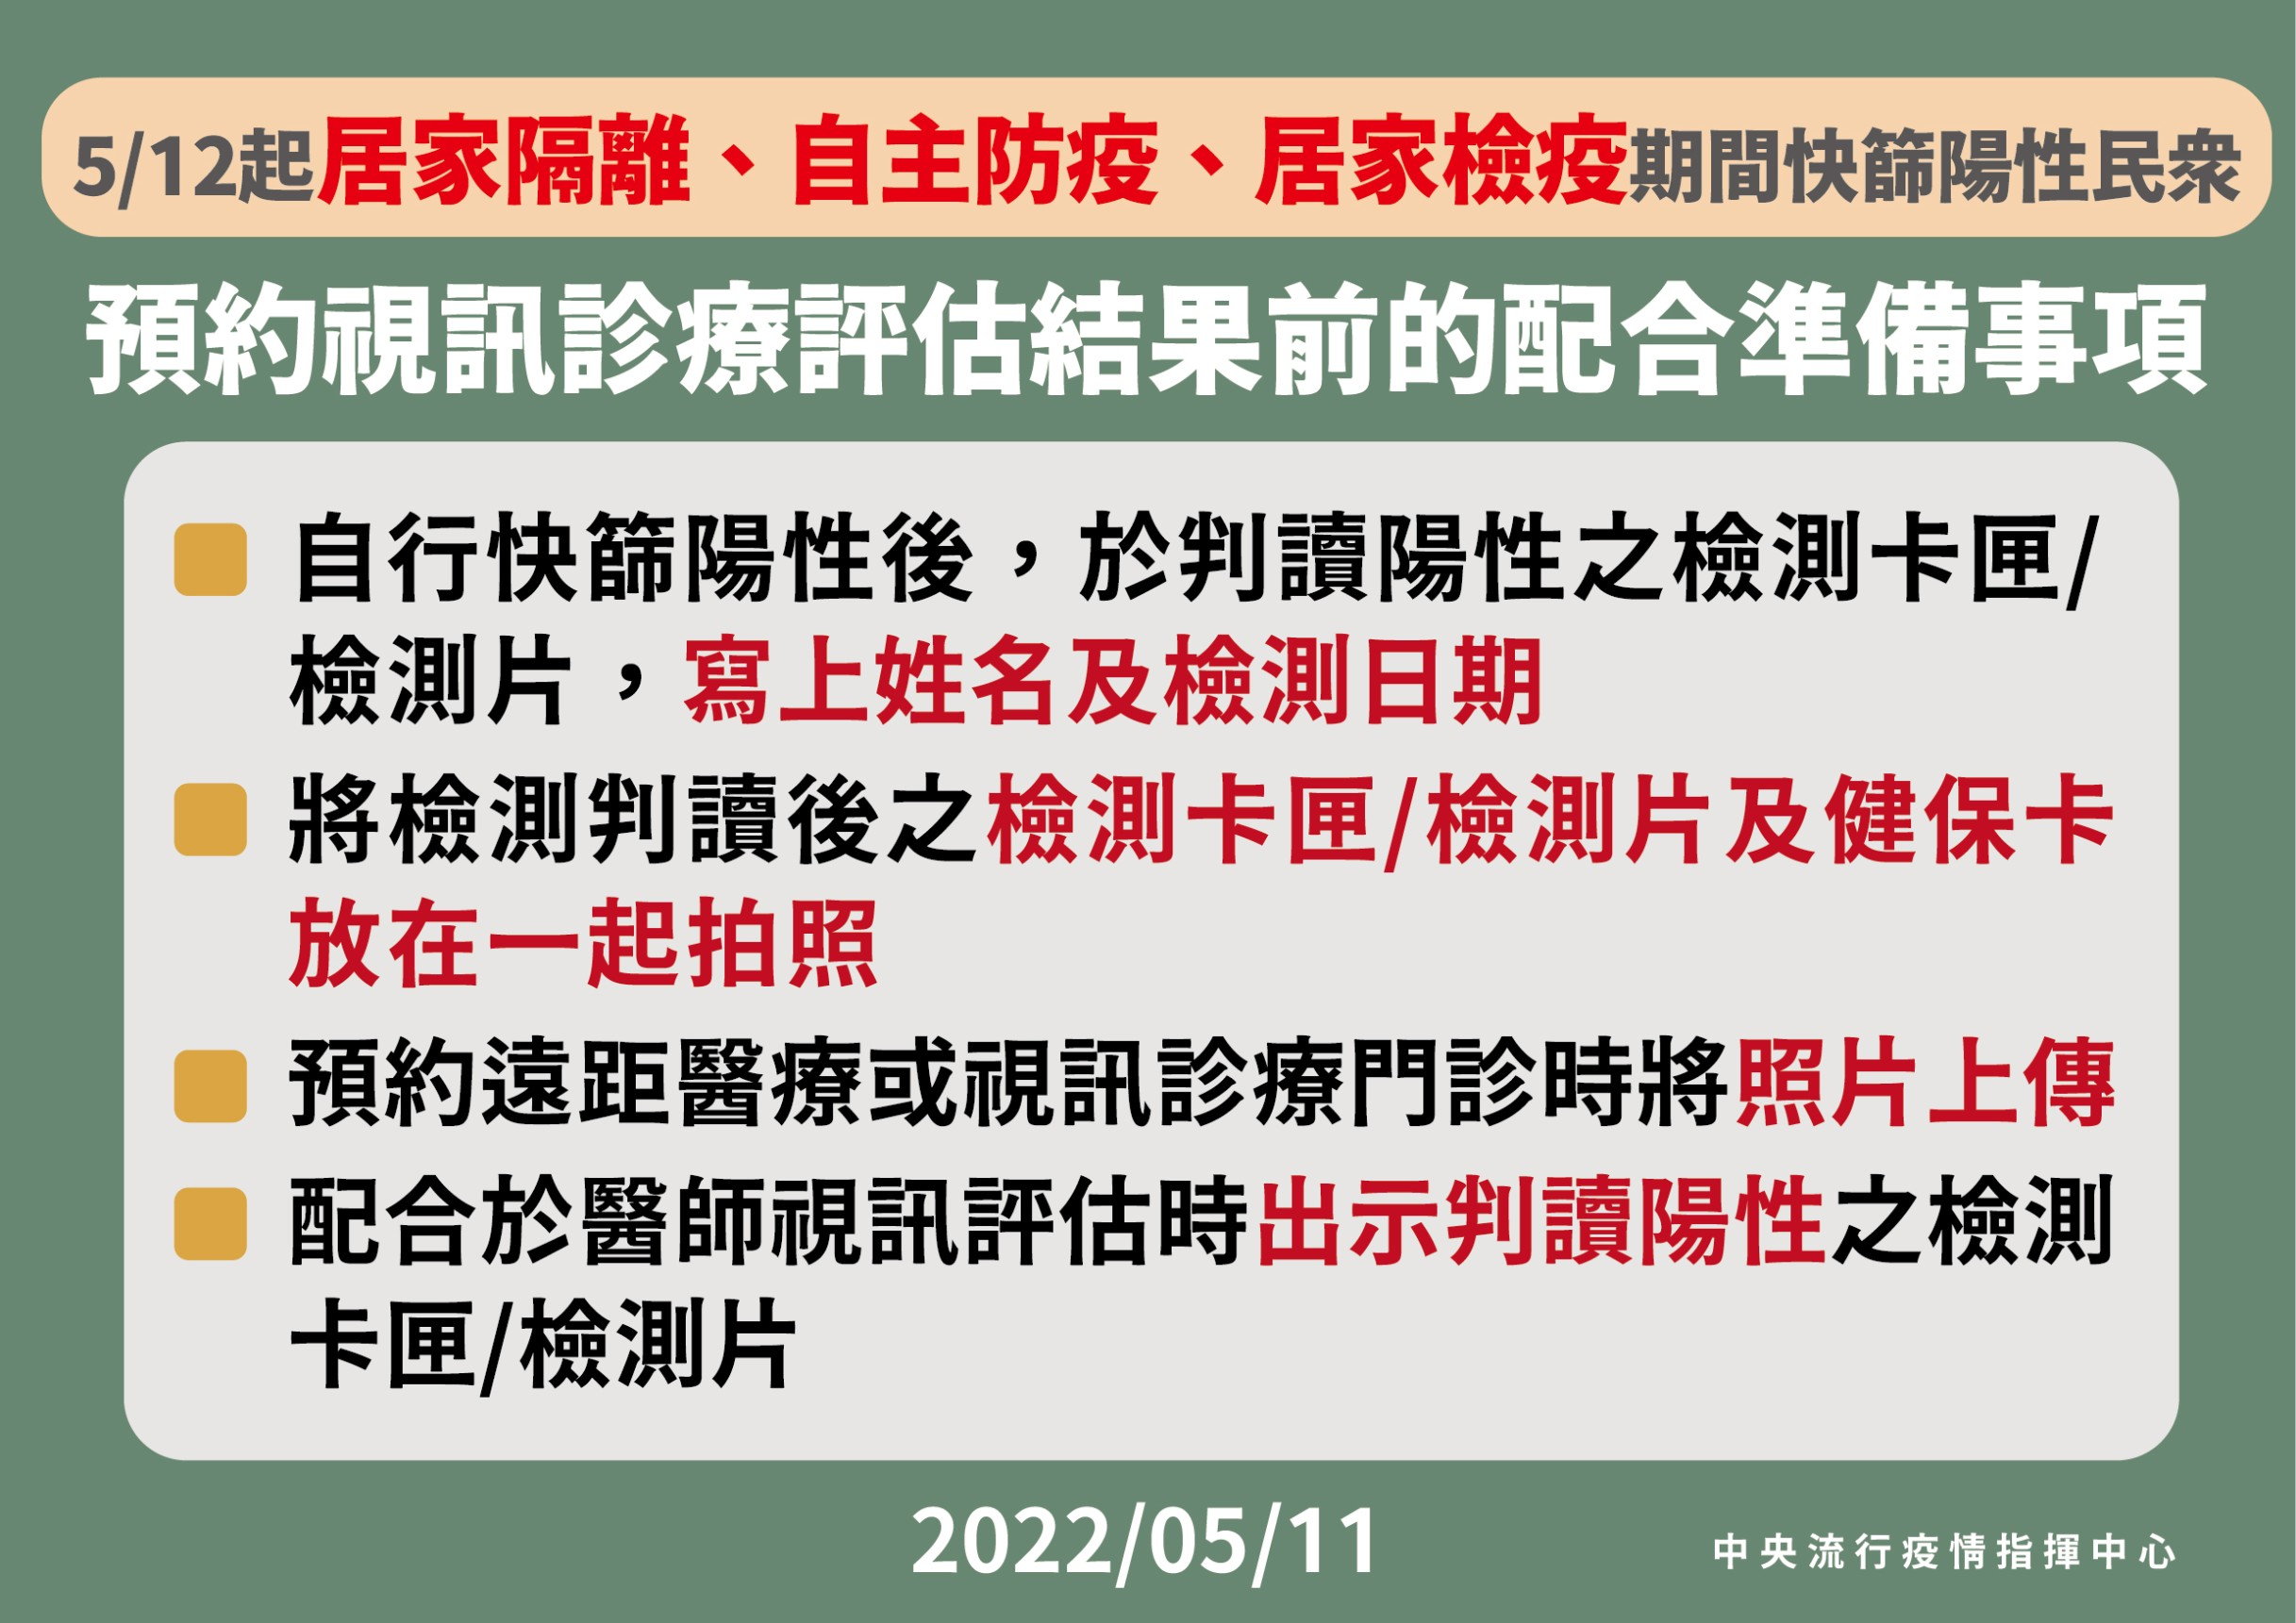 5/12起居家隔離、自主防疫、居家檢疫期間快篩陽性民眾
預約視訊診療評估結果前的配合準備事項
自行快篩陽性後，於判讀陽性之檢測卡匣/
檢測片，寫上姓名及檢測日期
將檢測判讀後之檢測卡匣/檢測片及健保卡
放在一起拍照
預約遠距醫療或視訊診療門診時將照片上傳
配合於醫師視訊評估時出示判讀陽性之檢測
卡匣/檢測片
2022/05/11
中央流行疫情指揮中心